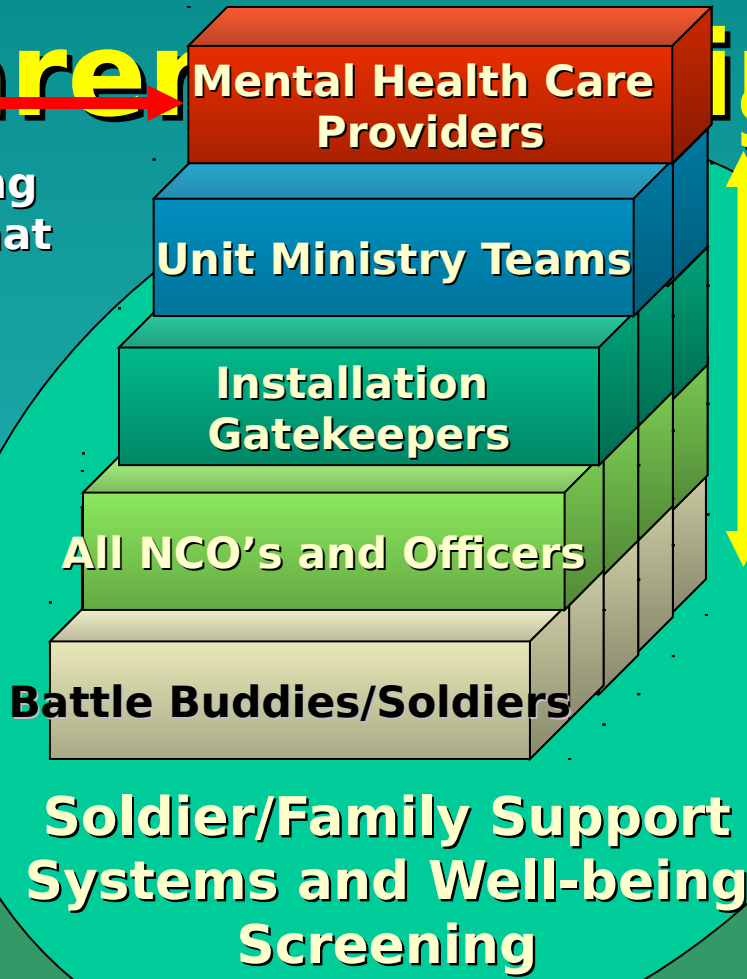 Mental Health Care
Providers
Unit Ministry Teams
Installation
Gatekeepers
All NCO’s and Officers
Battle Buddies/Soldiers
Soldier/Family Support
Systems and Well-being
Screening